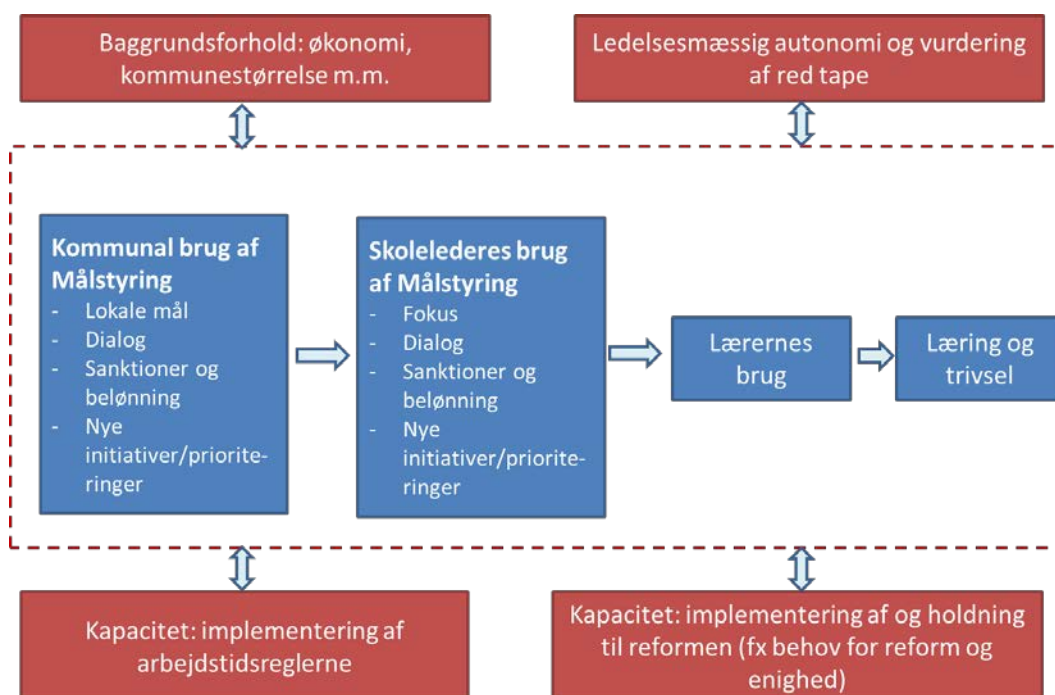 Baggrundsforhold: økonomi,
kommunestørrelse m.m.
Ledelsesmæssig autonomi og vurdering
af red tape
Kommunal brug af
Målstyring
- Lokale mål
- Dialog
- Sanktioner og
belønning
- Nye
initiativer/priorite-
ringer
Skolelederes brug
af Målstyring
- Fokus
- Dialog
- Sanktioner og
belønning
- Nye
initiativer/priorite-
ringer
Lærernes
brug
Læring og
trivsel
Kapacitet: implementering af
arbejdstidsreglerne
Kapacitet: implementering af og holdning
til reformen (fx behov for reform og
enighed)